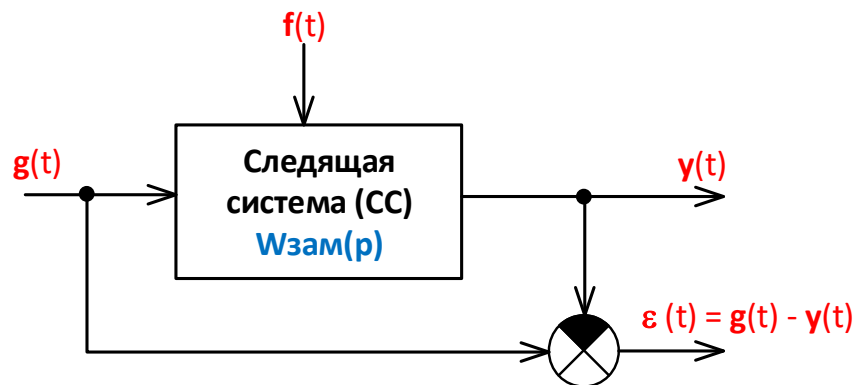 f(t)
g(t)
Следящая
система (СС)
Wзам(p)
y(t)
ε (t) = g(t) - y(t)